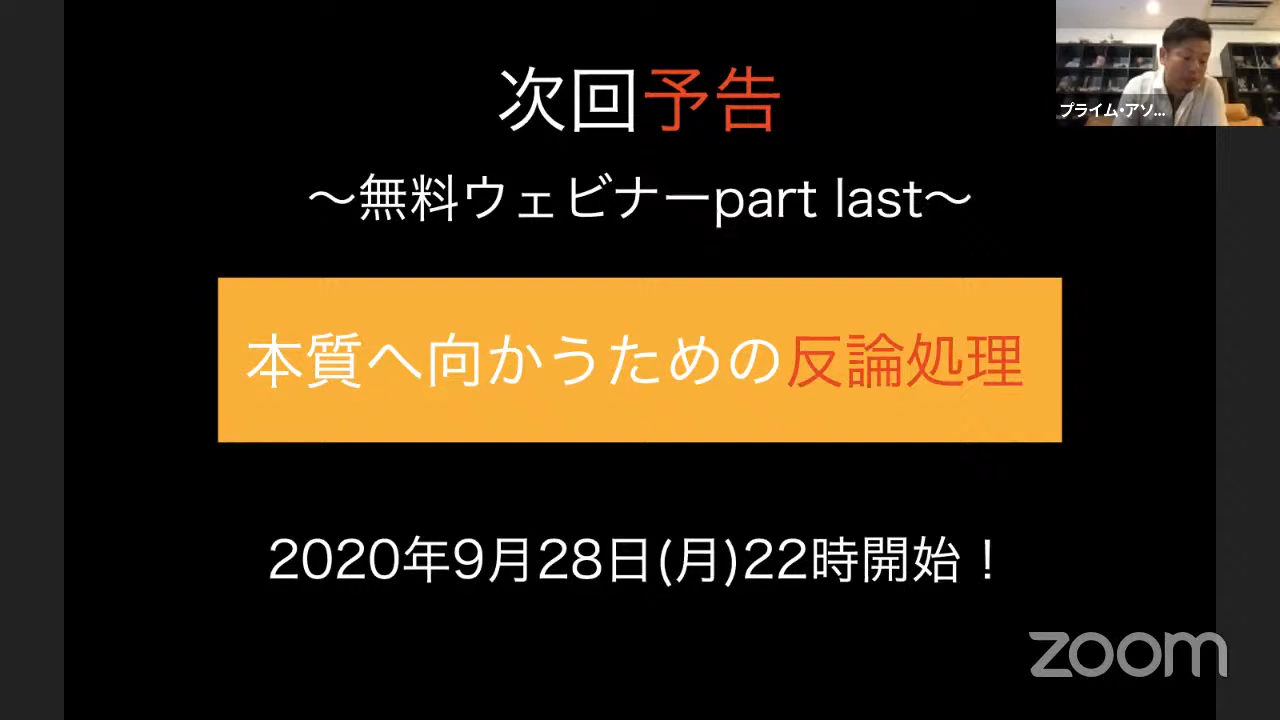 次回予告
〜無料ウェビナーpart last〜
本質へ向かうための反論処理
2020年9月28日(月)22時開始！
プライム・アソ...
zoom